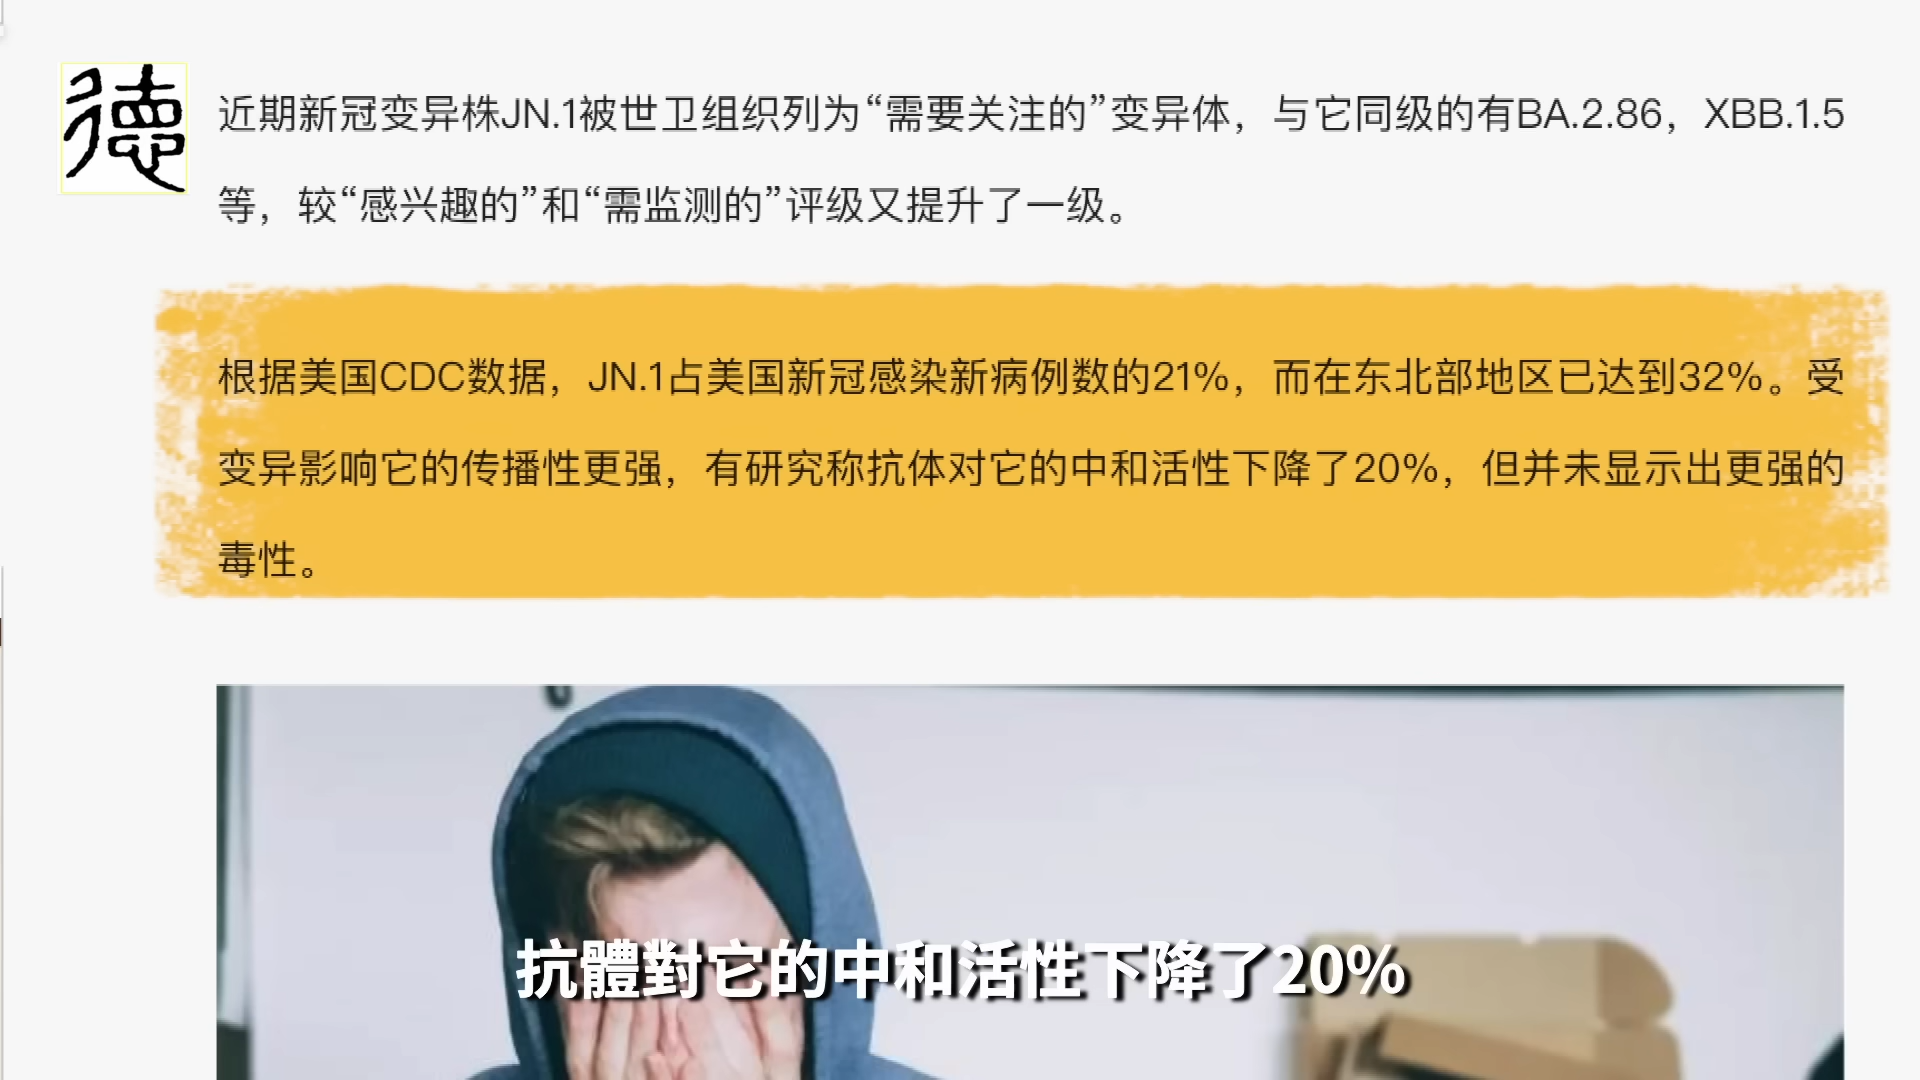 德
近期新冠变异株JN.1被世卫组织列为“需要关注的”变异体，与它同级的有BA.2.86，XBB.1.5
等，较“感兴趣的”和“需监测的”评级又提升了一级。
根据美国CDC数据，JN.1占美国新冠感染新病例数的21%，而在东北部地区已达到32%。受
变异影响它的传播性更强，有研究称抗体对它的中和活性下降了20%，但并未显示出更强的
毒性。
抗體對它的中和活性下降了20%